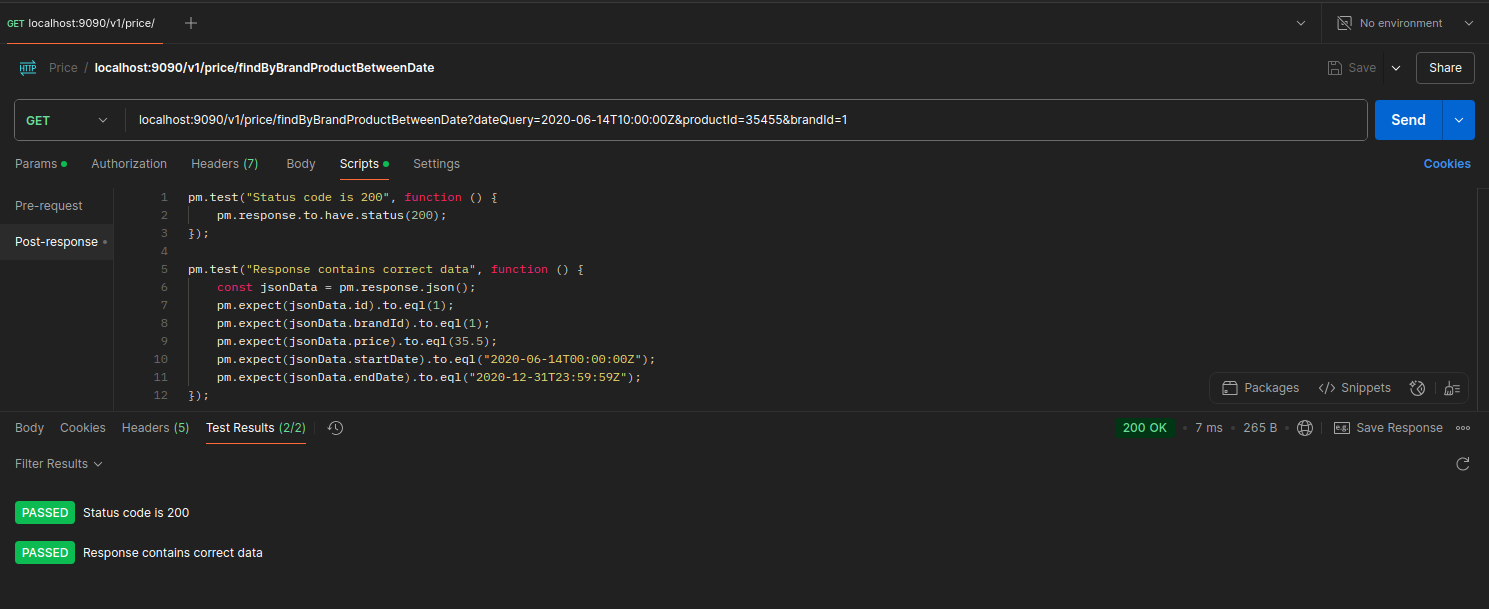 GET localhost:9090/v1/price/
No environment
HTTP Price / localhost:9090/v1/price/findByBrandProductBetweenDate
Save
Share
GET localhost:9090/v1/price/findByBrandProductBetweenDate?dateQuery=2020-06-14T10:00:00Z&productId=35455&brandId=1
Send
Params Authorization Headers (7) Body Scripts Settings Cookies
Pre-request
Post-response
1 pm.test("Status code is 200", function () {
2 pm.response.to.have.status(200);
3 });
4
5 pm.test("Response contains correct data", function () {
6 const jsonData = pm.response.json();
7 pm.expect(jsonData.id).to.eql(1);
8 pm.expect(jsonData.brandId).to.eql(1);
9 pm.expect(jsonData.price).to.eql(35.5);
10 pm.expect(jsonData.startDate).to.eql("2020-06-14T00:00:00Z");
11 pm.expect(jsonData.endDate).to.eql("2020-12-31T23:59:59Z");
12 });
Packages </> Snippets
Body Cookies Headers (5) Test Results (2/2) 200 OK • 7 ms • 265 B • e.g. Save Response
Filter Results
PASSED Status code is 200
PASSED Response contains correct data